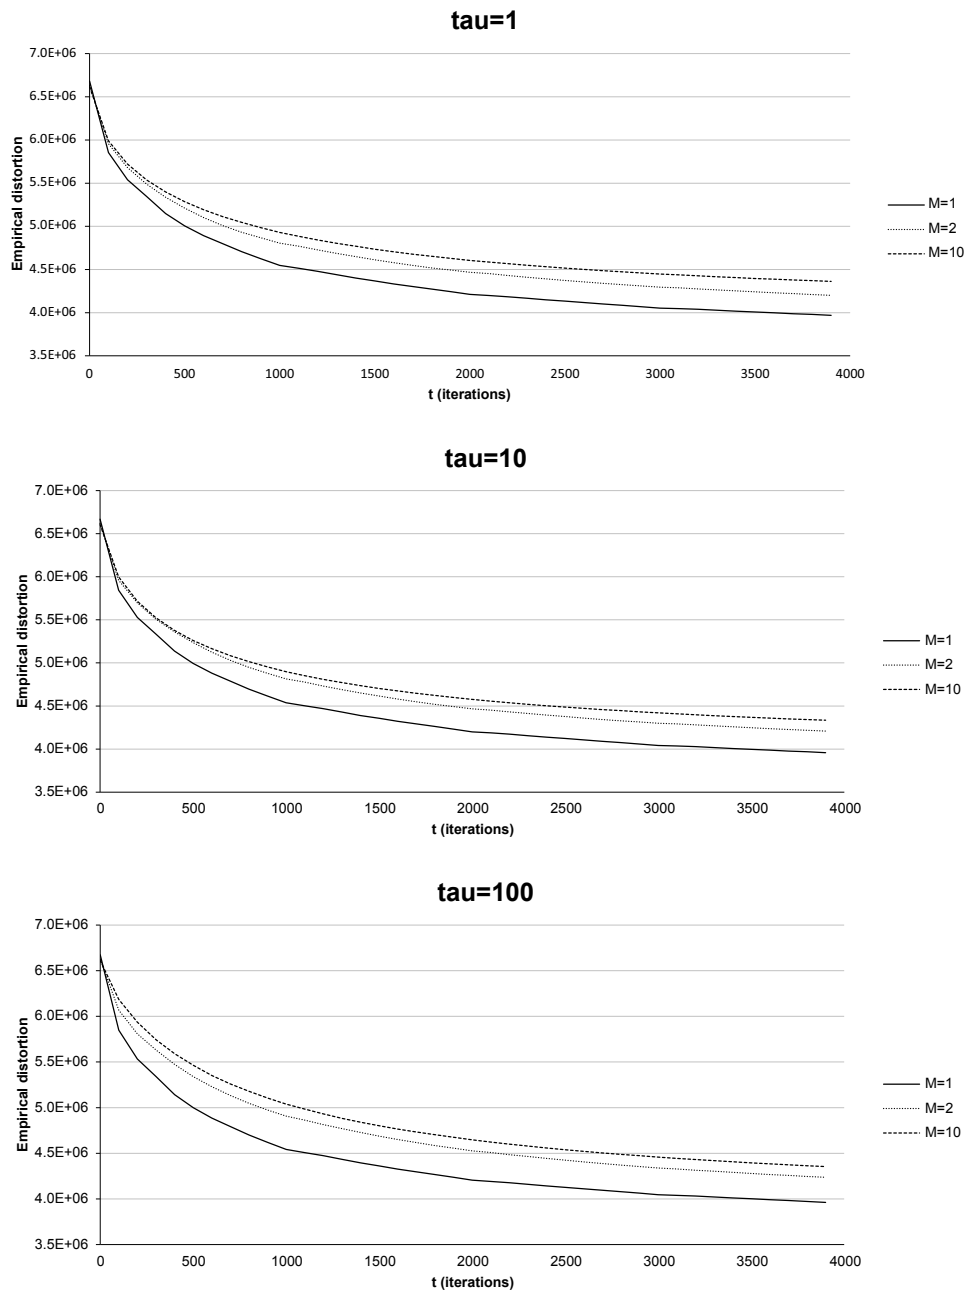 tau=1
7.0E+06
6.5E+06
6.0E+06
5.5E+06
5.0E+06
4.5E+06
4.0E+06
3.5E+06
Empirical distortion
0 500 1000 1500 2000 2500 3000 3500 4000
t (iterations)
M=1
M=2
M=10
tau=10
7.0E+06
6.5E+06
6.0E+06
5.5E+06
5.0E+06
4.5E+06
4.0E+06
3.5E+06
Empirical distortion
0 500 1000 1500 2000 2500 3000 3500 4000
t (iterations)
M=1
M=2
M=10
tau=100
7.0E+06
6.5E+06
6.0E+06
5.5E+06
5.0E+06
4.5E+06
4.0E+06
3.5E+06
Empirical distortion
0 500 1000 1500 2000 2500 3000 3500 4000
t (iterations)
M=1
M=2
M=10